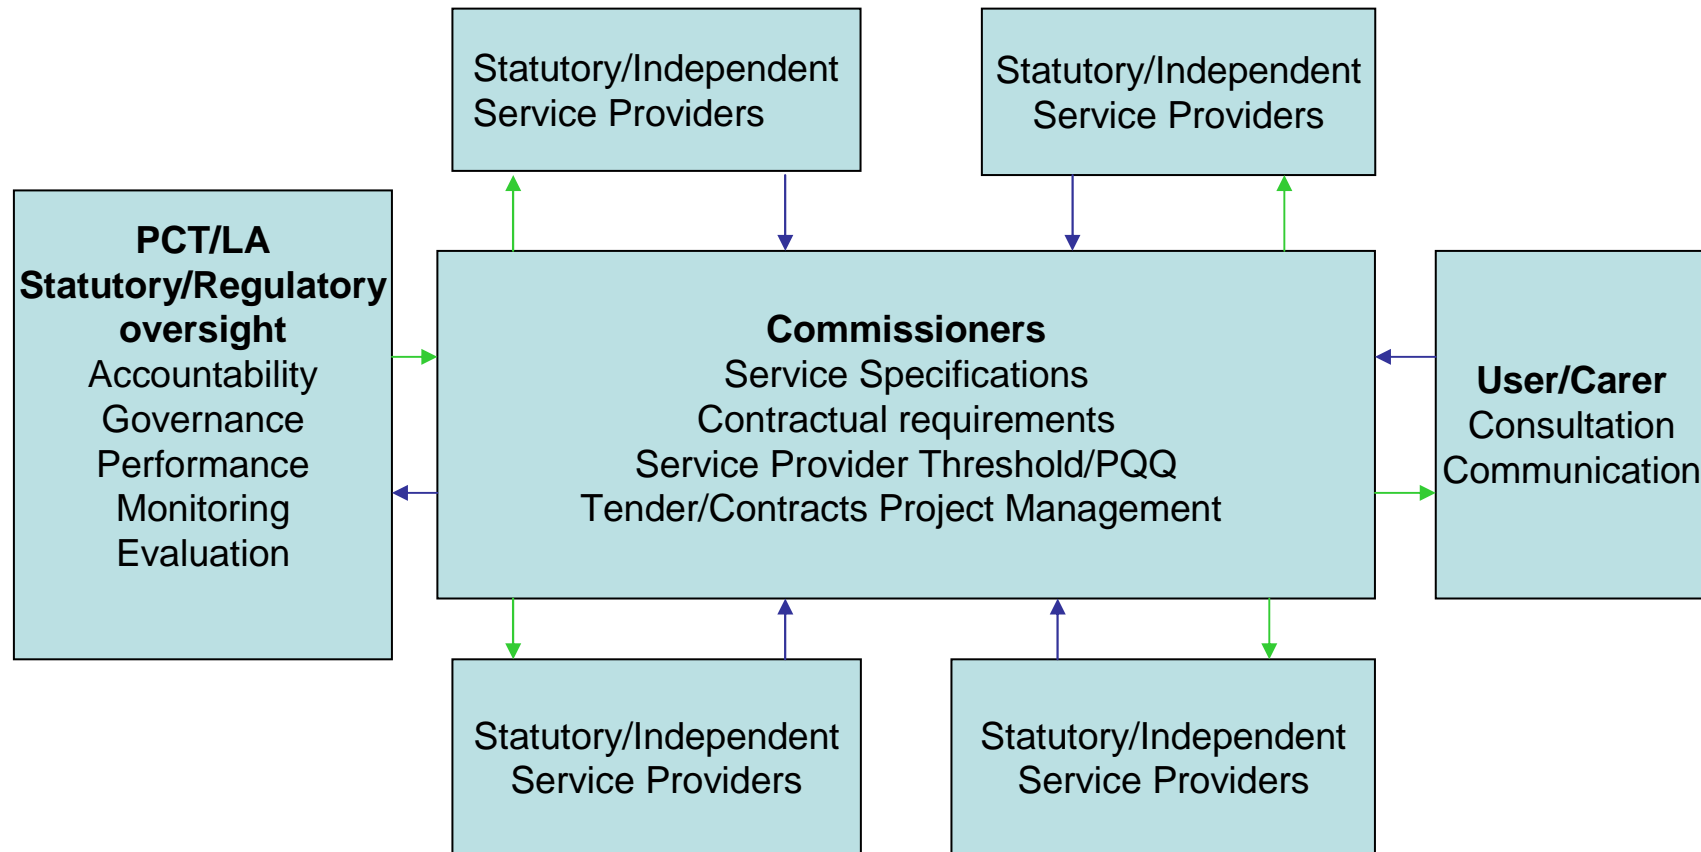 Statutory/Independent
Service Providers
Statutory/Independent
Service Providers
PCT/LA
Statutory/Regulatory
oversight
Accountability
Governance
Performance
Monitoring
Evaluation
Commissioners
Service Specifications
Contractual requirements
Service Provider Threshold/PQQ
Tender/Contracts Project Management
User/Carer
Consultation
Communication
Statutory/Independent
Service Providers
Statutory/Independent
Service Providers